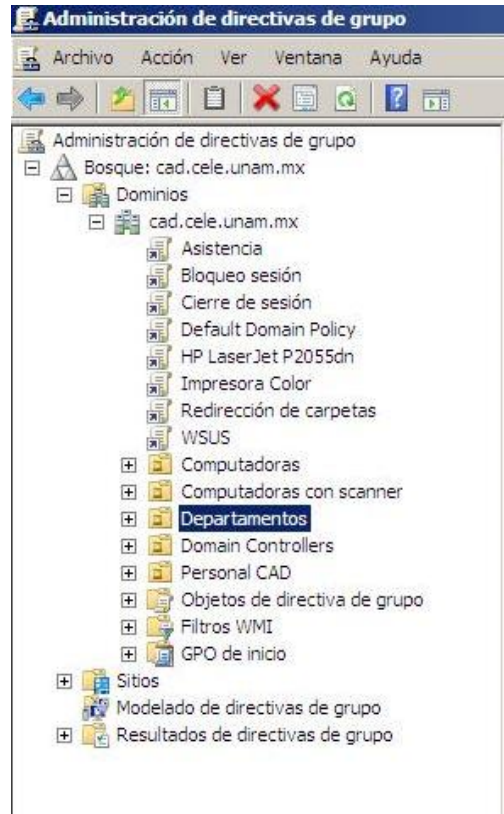 Administración de directivas de grupo
Archivo Acción Ver Ventana Ayuda
Administración de directivas de grupo
Bosque: cad.cele.unam.mx
Dominios
cad.cele.unam.mx
Asistencia
Bloqueo sesión
Cierre de sesión
Default Domain Policy
HP LaserJet P2055dn
Impresora Color
Redirección de carpetas
WSUS
Computadoras
Computadoras con scanner
Departamentos
Domain Controllers
Personal CAD
Objetos de directiva de grupo
Filtros WMI
GPO de inicio
Sitios
Modelado de directivas de grupo
Resultados de directivas de grupo